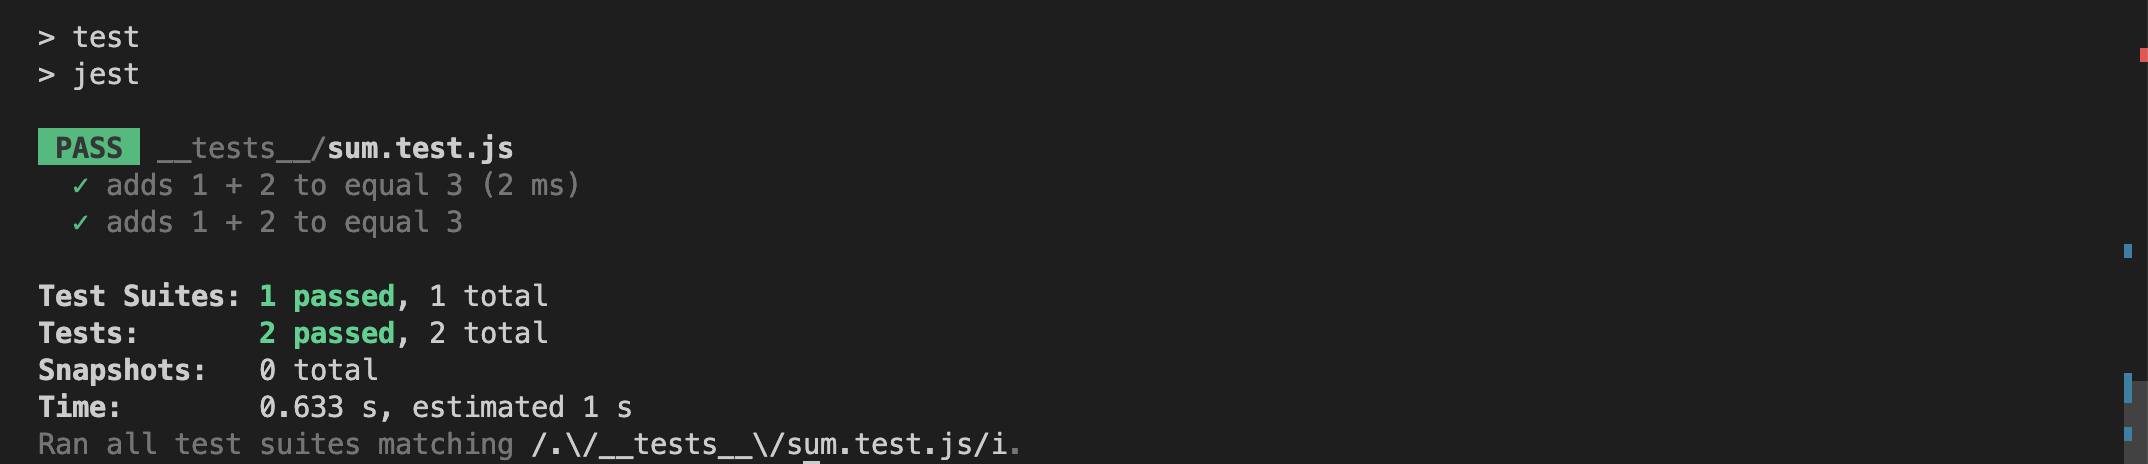 > test
> jest
PASS __tests__/sum.test.js
✓ adds 1 + 2 to equal 3 (2 ms)
✓ adds 1 + 2 to equal 3
Test Suites: 1 passed, 1 total
Tests: 2 passed, 2 total
Snapshots: 0 total
Time: 0.633 s, estimated 1 s
Ran all test suites matching /.\/__tests__\/sum.test.js/i.